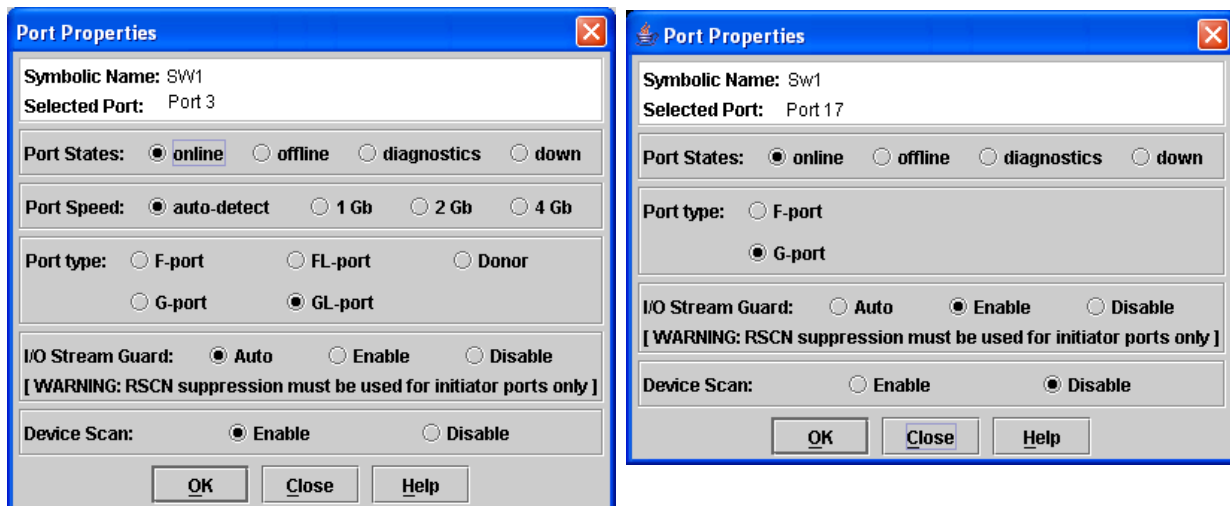 Port Properties
Symbolic Name: SW1
Selected Port: Port 3
Port States: online offline diagnostics down
Port Speed: auto-detect 1 Gb 2 Gb 4 Gb
Port type: F-port FL-port Donor
G-port GL-port
I/O Stream Guard: Auto Enable Disable
[ WARNING: RSCN suppression must be used for initiator ports only ]
Device Scan: Enable Disable
OK Close Help
Port Properties
Symbolic Name: Sw1
Selected Port: Port 17
Port States: online offline diagnostics down
Port type: F-port
G-port
I/O Stream Guard: Auto Enable Disable
[ WARNING: RSCN suppression must be used for initiator ports only ]
Device Scan: Enable Disable
OK Close Help